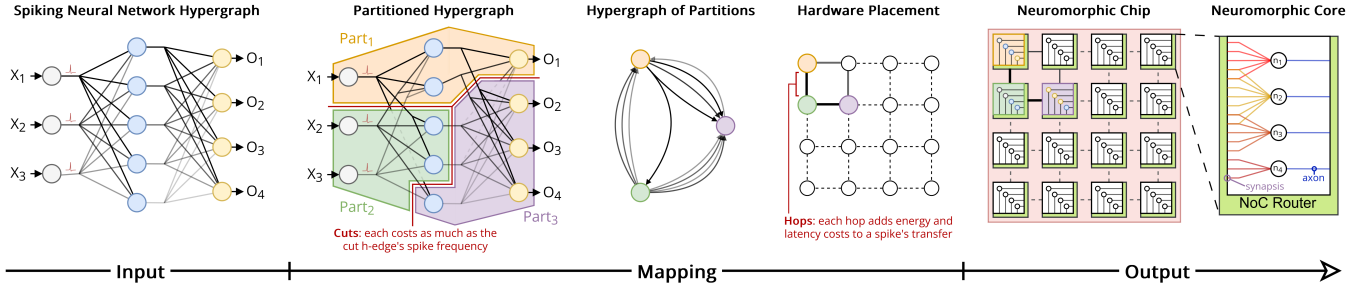 Spiking Neural Network Hypergraph
X1
X2
X3
O1
O2
O3
O4
Partitioned Hypergraph
Part1
X1
X2
X3
O1
O2
O3
O4
Part2
Part3
Cuts: each costs as much as the
cut h-edge's spike frequency
Hypergraph of Partitions
Hardware Placement
Hops: each hop adds energy and
latency costs to a spike's transfer
Neuromorphic Chip
Neuromorphic Core
n1
n2
n3
n4
synapsis
axon
NoC Router
Input
Mapping
Output